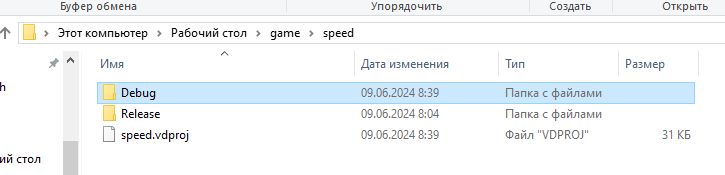 Буфер обмена Упорядочить Создать Открыть
Этот компьютер > Рабочий стол > game > speed
Имя Дата изменения Тип Размер
Debug 09.06.2024 8:39 Папка с файлами
Release 09.06.2024 8:04 Папка с файлами
speed.vdproj 09.06.2024 8:39 Файл "VDPROJ" 31 КБ
ий стол